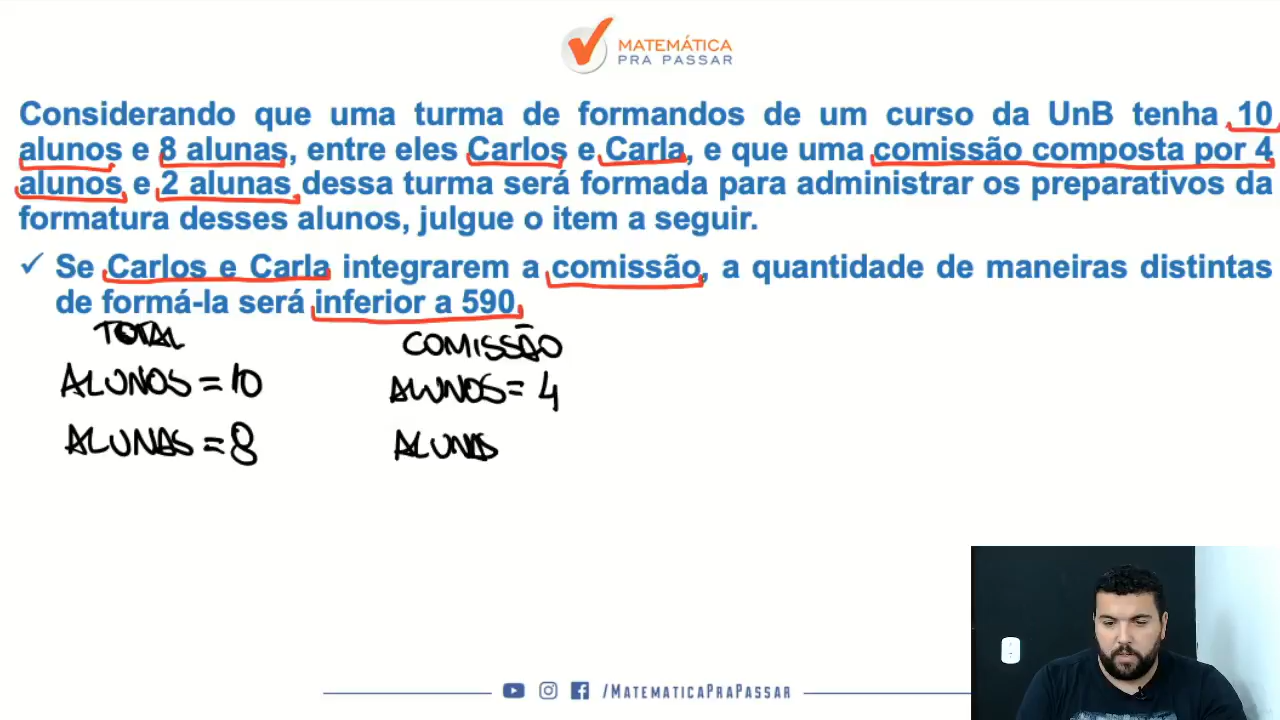 MATEMÁTICA
PRA PASSAR
Considerando que uma turma de formandos de um curso da UnB tenha 10
alunos e 8 alunas, entre eles Carlos e Carla, e que uma comissão composta por 4
alunos e 2 alunas dessa turma será formada para administrar os preparativos da
formatura desses alunos, julgue o item a seguir.
✓ Se Carlos e Carla integrarem a comissão, a quantidade de maneiras distintas
de formá-la será inferior a 590.
TOTAL
ALUNOS = 10
ALUNAS = 8
COMISSÃO
ALUNOS = 4
ALUNAS
/MATEMATICAPRAPASSAR